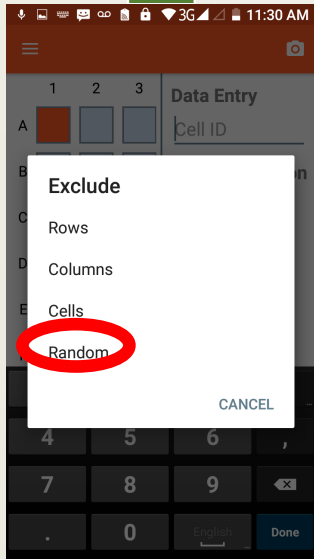 3G 11:30 AM
1 2 3
A Data Entry
Cell ID
B
Exclude
C Rows
D Columns
E Cells
Random
CANCEL
4 5 6 ,
7 8 9
. 0 English Done